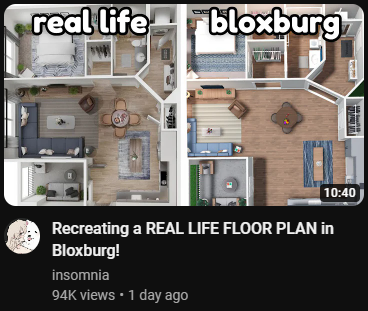 real life bloxburg
10:40
Recreating a REAL LIFE FLOOR PLAN in
Bloxburg!
insomnia
94K views • 1 day ago